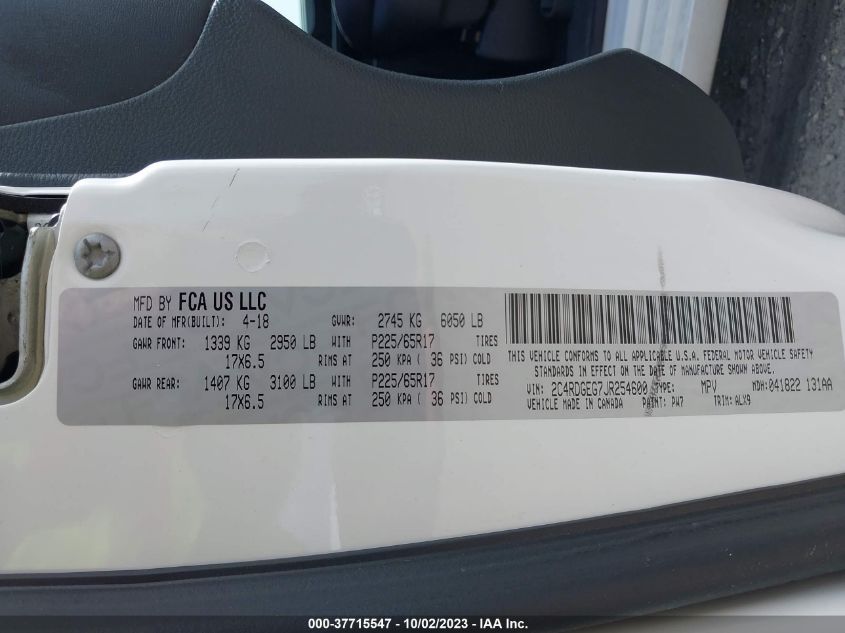 MFD BY FCA US LLC
DATE OF MFR(BUILT): 4-18 GVWR: 2745 KG 6050 LB
GAWR FRONT: 1339 KG 2950 LB WITH P225/65R17 TIRES
17X6.5 RIMS AT 250 KPA ( 36 PSI) COLD
GAWR REAR: 1407 KG 3100 LB WITH P225/65R17 TIRES
17X6.5 RIMS AT 250 KPA ( 36 PSI) COLD
THIS VEHICLE CONFORMS TO ALL APPLICABLE U.S.A. FEDERAL MOTOR VEHICLE SAFETY
STANDARDS IN EFFECT ON THE DATE OF MANUFACTURE SHOWN ABOVE.
VIN: 2C4RDGEG7JR254600 TYPE: MPV MDH: 041822 131AA
VEHICLE MADE IN CANADA PAINT: PW7 TRIM: ALX9
000-37715547 - 10/02/2023 - IAA Inc.